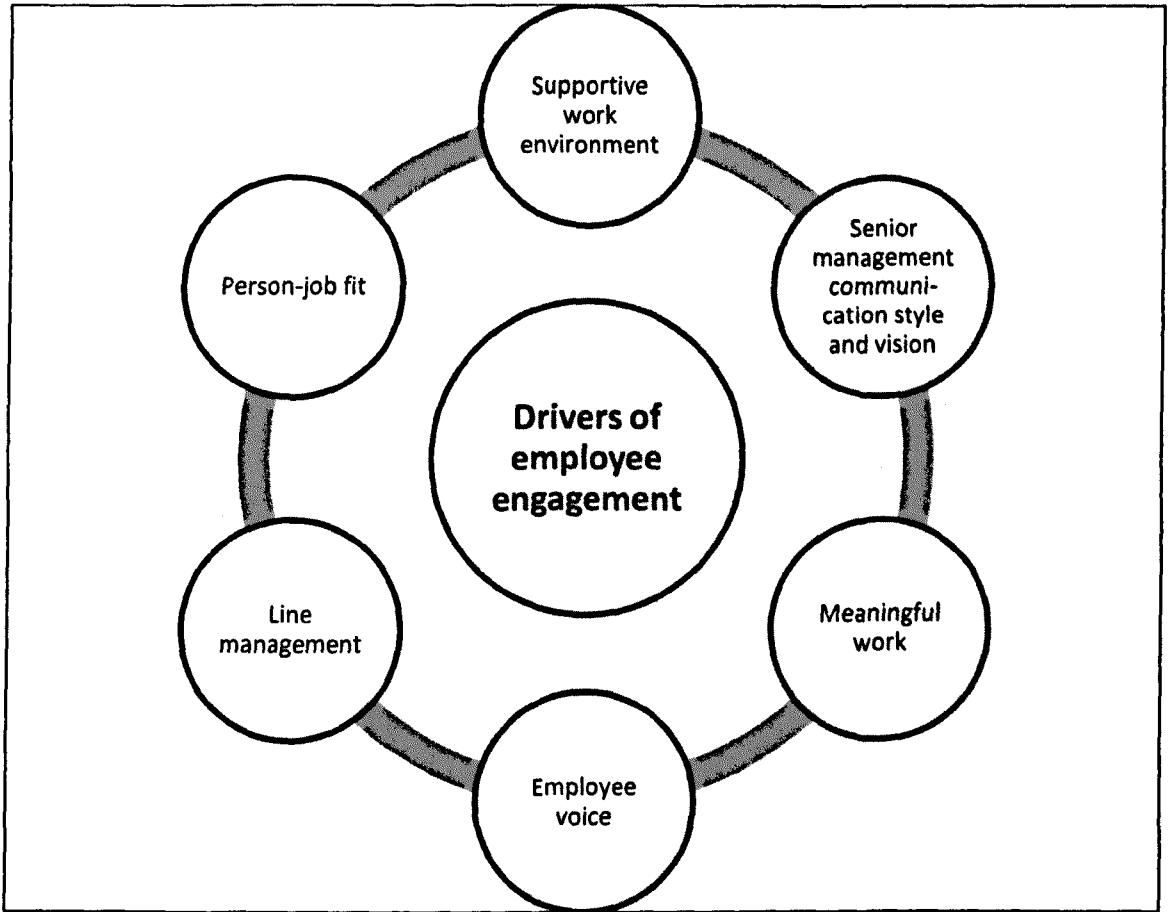 Supportive
work
environment
Senior
management
communi-
cation style
and vision
Person-job fit
Drivers of
employee
engagement
Line
management
Meaningful
work
Employee
voice